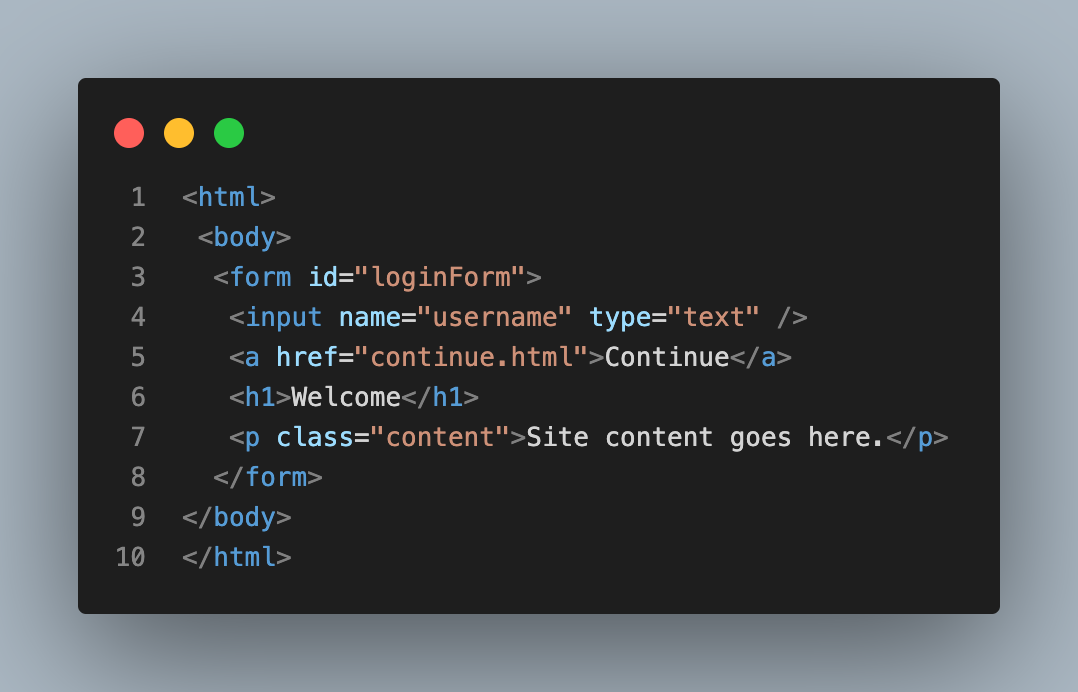 1 <html>
2  <body>
3   <form id="loginForm">
4    <input name="username" type="text" />
5    <a href="continue.html">Continue</a>
6    <h1>Welcome</h1>
7    <p class="content">Site content goes here.</p>
8   </form>
9 </body>
10 </html>